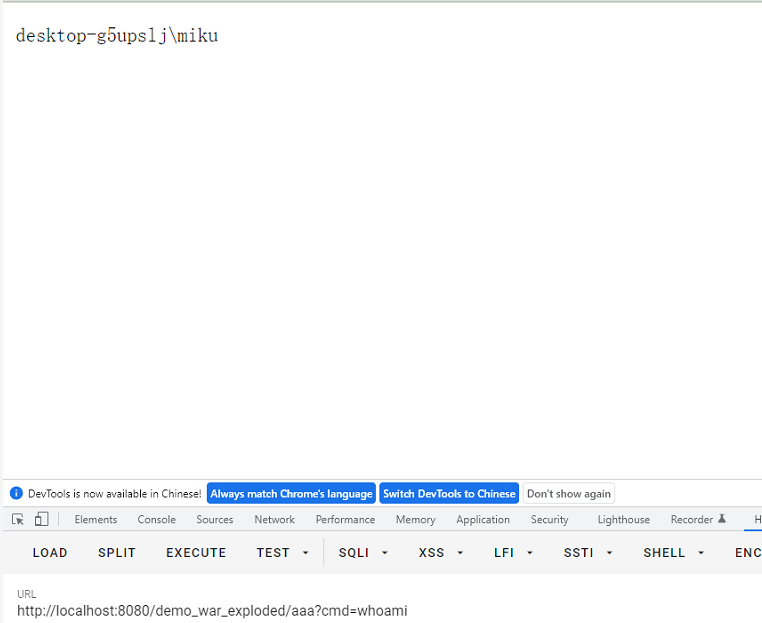 desktop-g5upslj\miku
DevTools is now available in Chinese! Always match Chrome's language Switch DevTools to Chinese Don't show again
Elements Console Sources Network Performance Memory Application Security Lighthouse Recorder H
LOAD SPLIT EXECUTE TEST SQLI XSS LFI SSTI SHELL ENC
URL
http://localhost:8080/demo_war_exploded/aaa?cmd=whoami